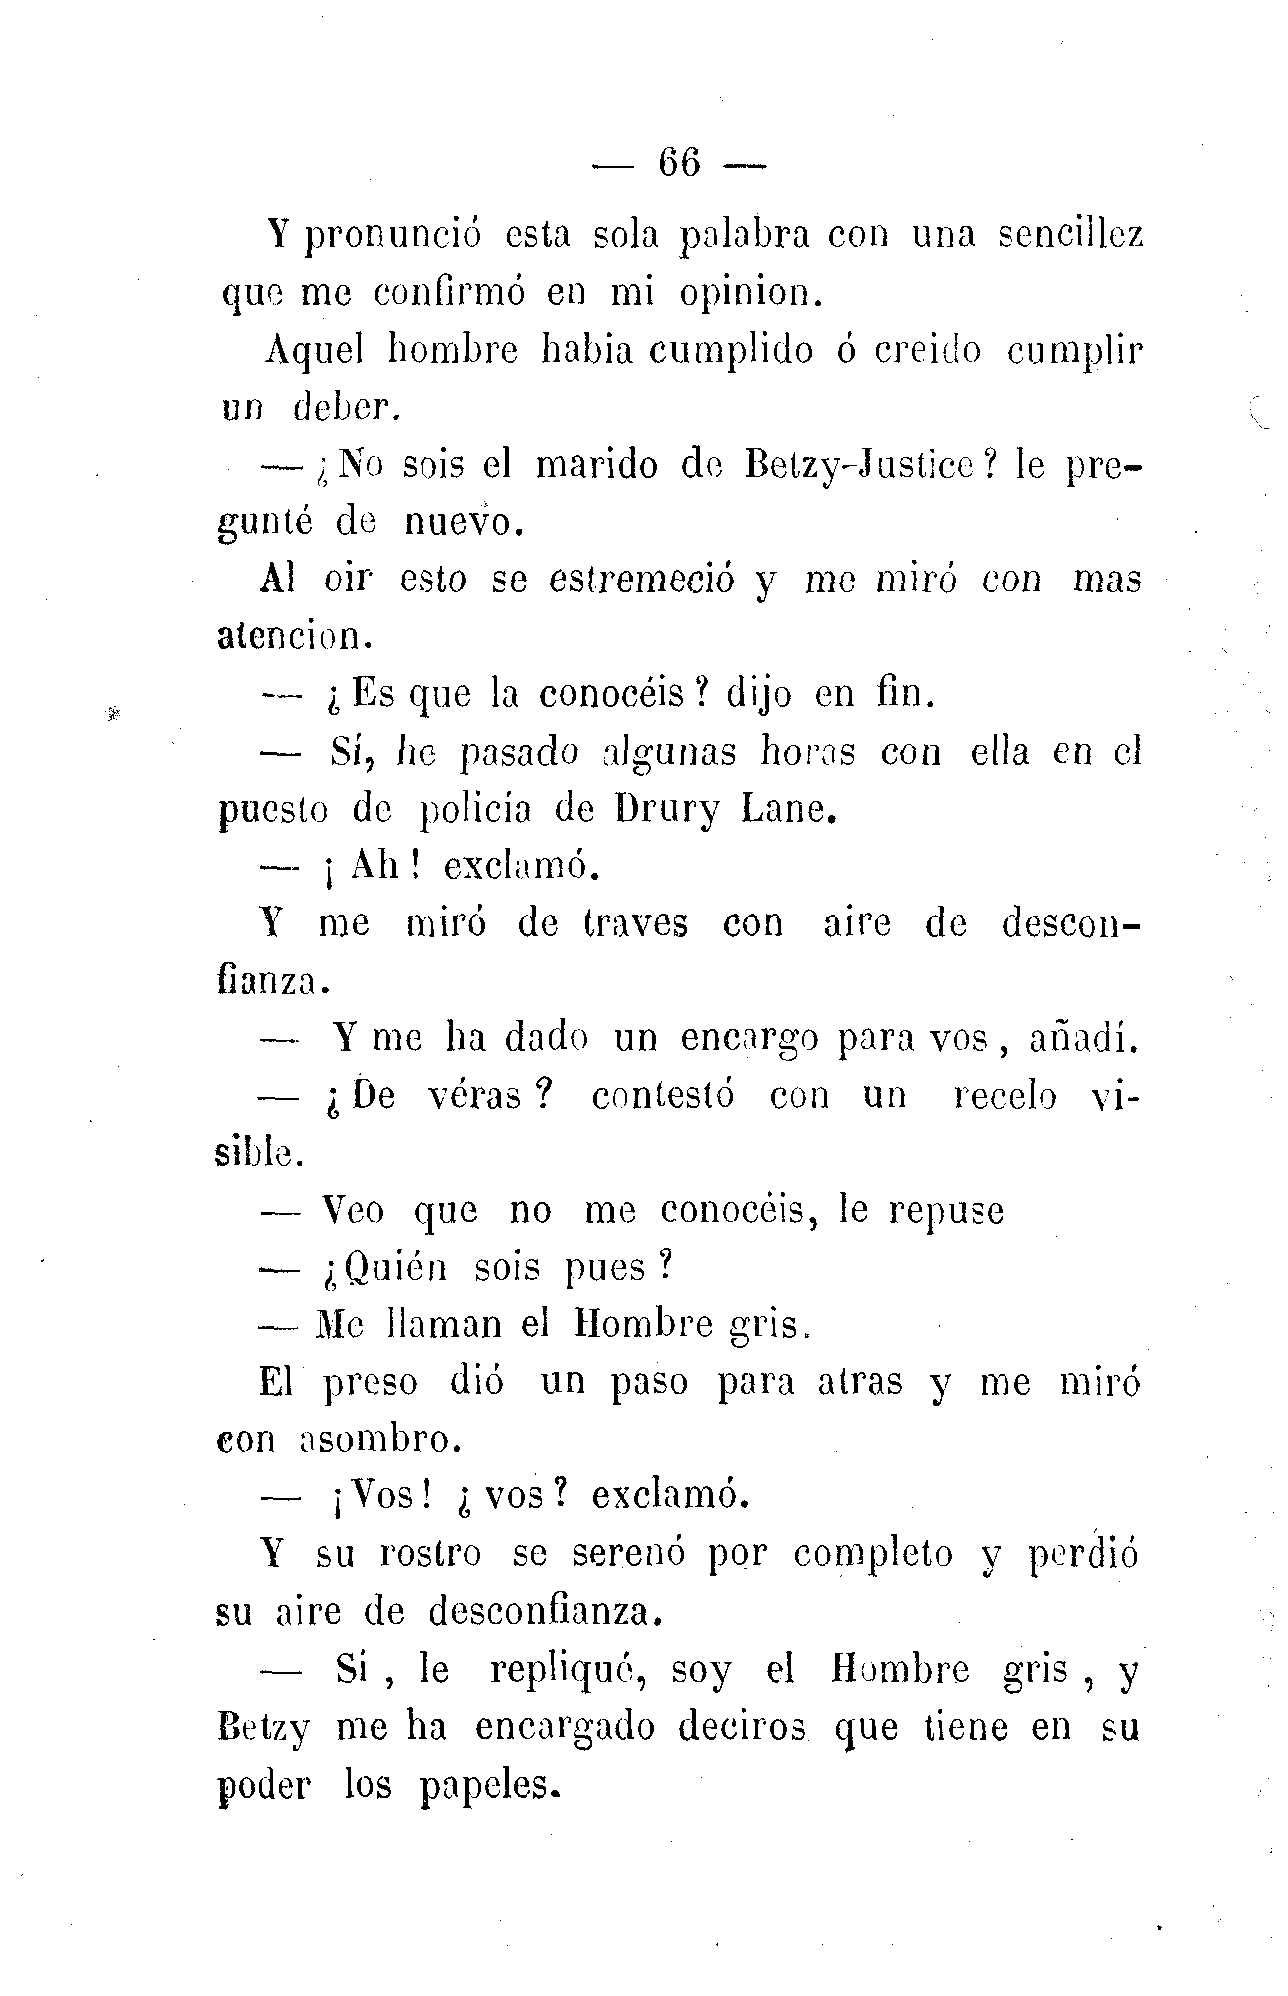 — 66 —
Y pronunció esta sola palabra con una sencillez
que me confirmó en mi opinion.
Aquel hombre habia cumplido ó creido cumplir
un deber.
— ¿No sois el marido de Betzy-Justice? le pre-
gunté de nuevo.
Al oir esto se estremeció y me miró con mas
atencion.
— ¿Es que la conocéis? dijo en fin.
— Sí, he pasado algunas horas con ella en el
puesto de policía de Drury Lane.
— ¡Ah! exclamó.
Y me miró de traves con aire de descon-
fianza.
— Y me ha dado un encargo para vos, añadí.
— ¿De véras? contestó con un recelo vi-
sible.
— Veo que no me conocéis, le repuse
— ¿Quién sois pues?
— Me llaman el Hombre gris.
El preso dió un paso para atras y me miró
con asombro.
— ¡Vos! ¿vos? exclamó.
Y su rostro se serenó por completo y perdió
su aire de desconfianza.
— Si, le repliqué, soy el Hombre gris, y
Betzy me ha encargado deciros que tiene en su
poder los papeles.